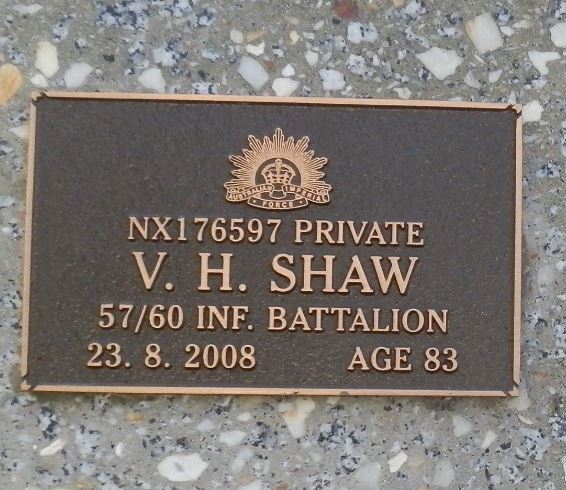 AUSTRALIAN IMPERIAL
FORCE
NX176597 PRIVATE
V. H. SHAW
57/60 INF. BATTALION
23. 8. 2008 AGE 83